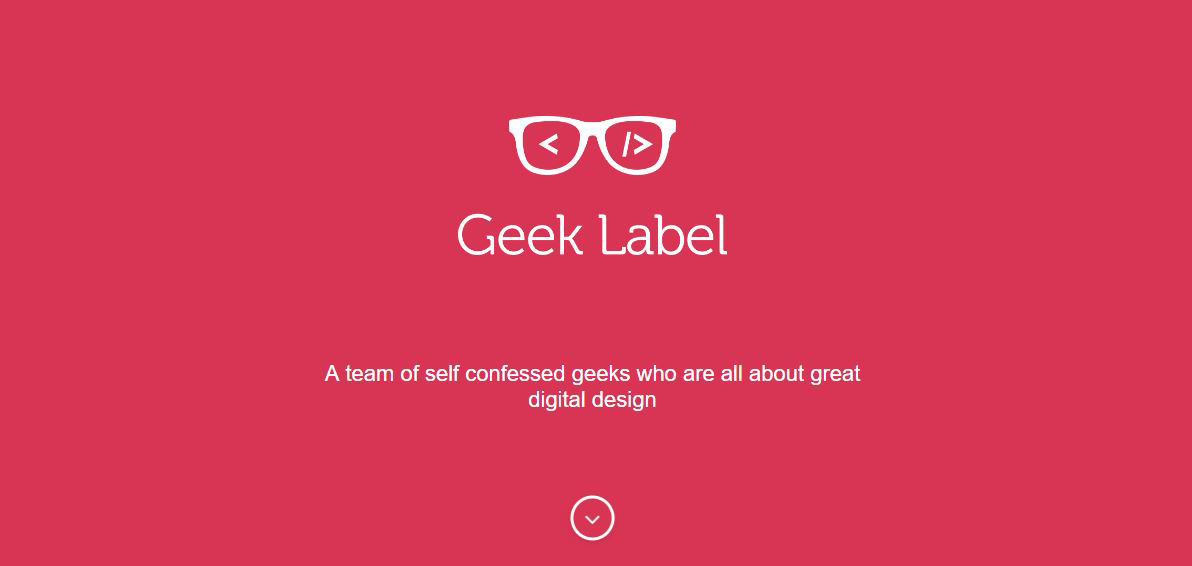 < />
Geek Label
A team of self confessed geeks who are all about great
digital design